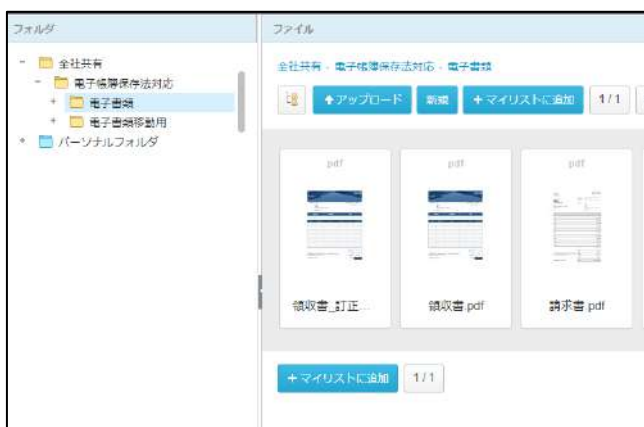 フォルダ
全社共有
電子帳簿保存法対応
電子書類
電子書類移動用
パーソナルフォルダ
ファイル
全社共有 › 電子帳簿保存法対応 › 電子書類
アップロード 新規 +マイリストに追加 1/1
pdf pdf pdf
領収書_訂正... 領収書.pdf 請求書.pdf
+マイリストに追加 1/1